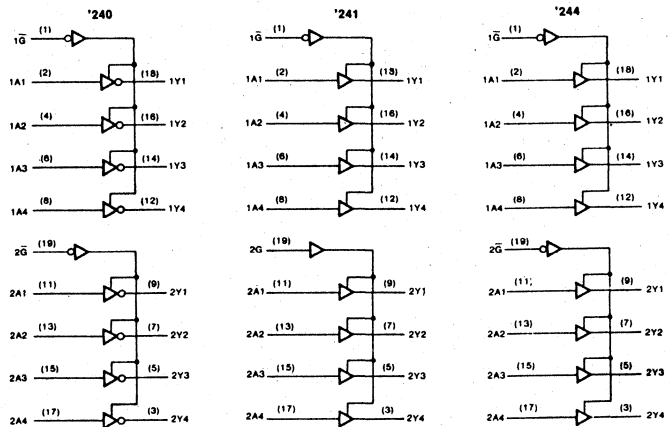 '240 '241 '244
1G̅ (1) 1G̅ (1) 1G̅ (1)
1A1 (2) (18) 1Y1 1A1 (2) (18) 1Y1 1A1 (2) (18) 1Y1
1A2 (4) (16) 1Y2 1A2 (4) (16) 1Y2 1A2 (4) (16) 1Y2
1A3 (6) (14) 1Y3 1A3 (6) (14) 1Y3 1A3 (6) (14) 1Y3
1A4 (8) (12) 1Y4 1A4 (8) (12) 1Y4 1A4 (8) (12) 1Y4
2G̅ (19) 2G (19) 2G̅ (19)
2A1 (11) (9) 2Y1 2A1 (11) (9) 2Y1 2A1 (11) (9) 2Y1
2A2 (13) (7) 2Y2 2A2 (13) (7) 2Y2 2A2 (13) (7) 2Y2
2A3 (15) (5) 2Y3 2A3 (15) (5) 2Y3 2A3 (15) (5) 2Y3
2A4 (17) (3) 2Y4 2A4 (17) (3) 2Y4 2A4 (17) (3) 2Y4